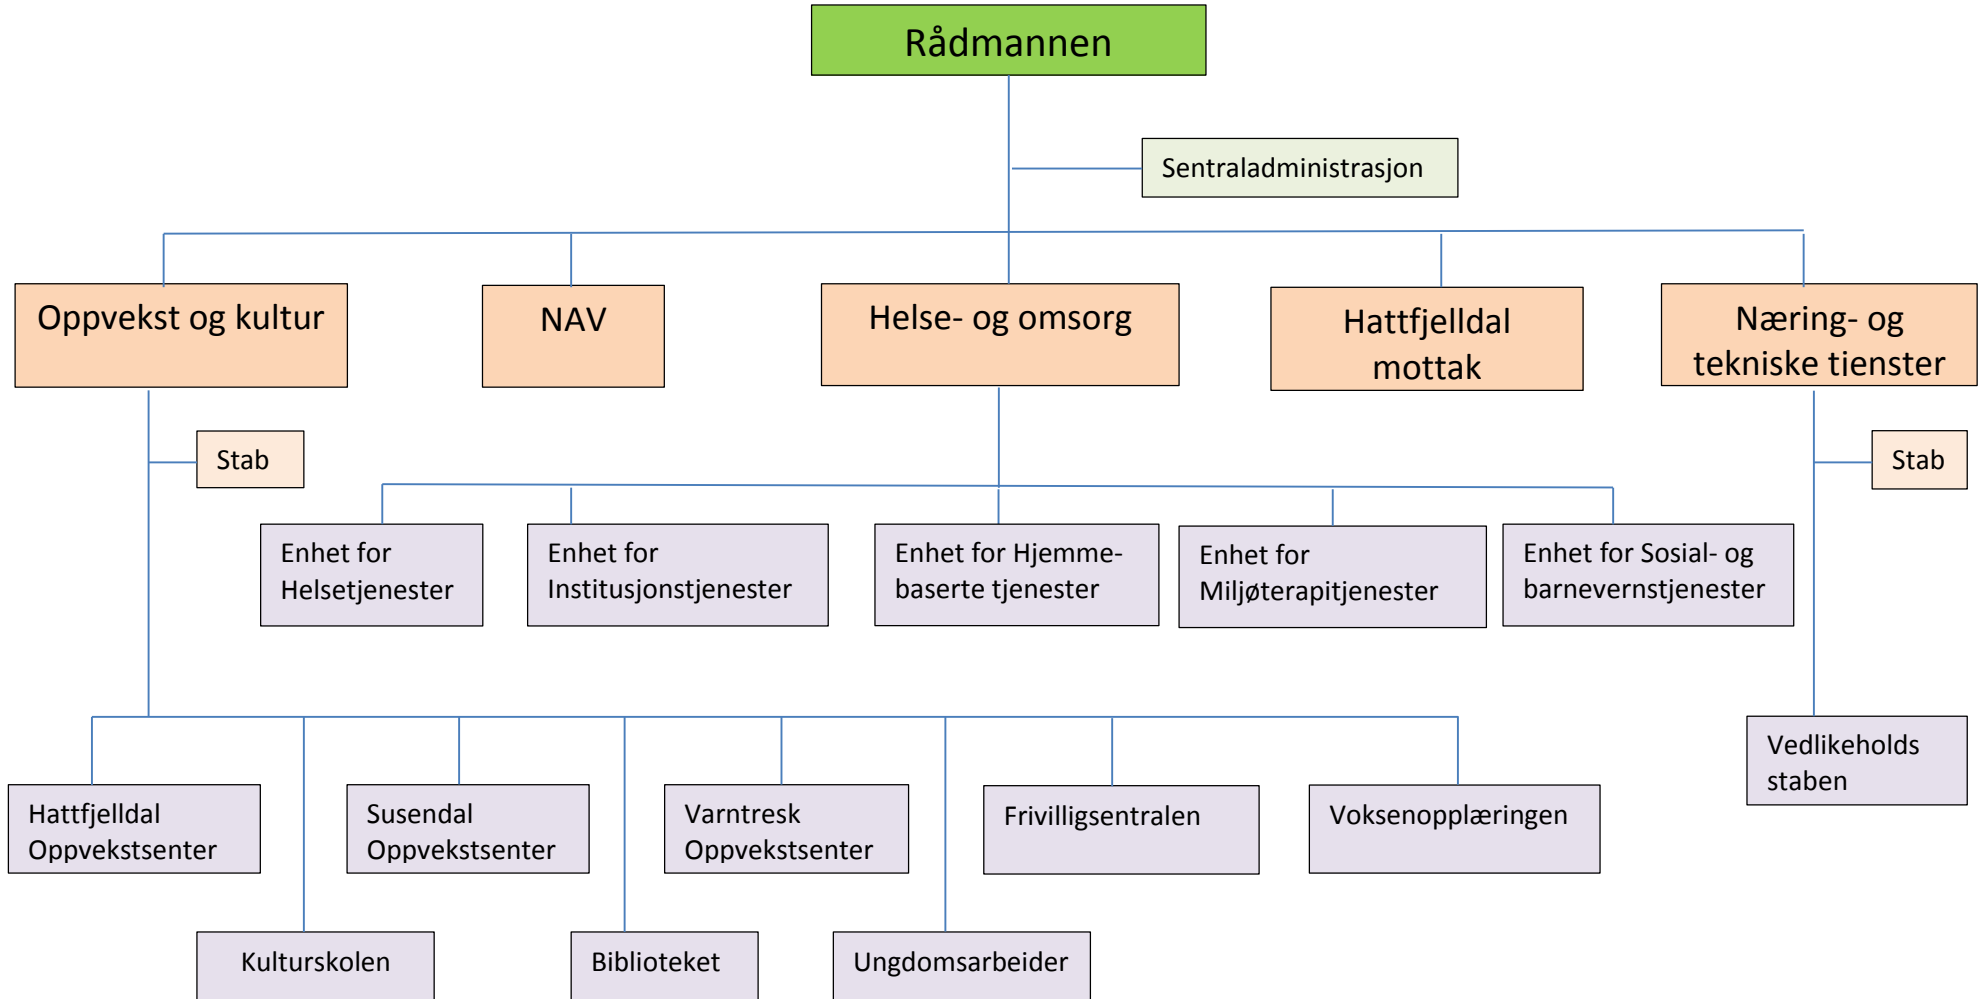 Rådmannen
Sentraladministrasjon
Oppvekst og kultur
NAV
Helse- og omsorg
Hattfjelldal
mottak
Næring- og
tekniske tienster
Stab
Stab
Enhet for
Helsetjenester
Enhet for
Institusjonstjenester
Enhet for Hjemme-
baserte tjenester
Enhet for
Miljøterapitjenester
Enhet for Sosial- og
barnevernstjenester
Vedlikeholds
staben
Hattfjelldal
Oppvekstsenter
Susendal
Oppvekstsenter
Varntresk
Oppvekstsenter
Frivilligsentralen
Voksenopplæringen
Kulturskolen
Biblioteket
Ungdomsarbeider